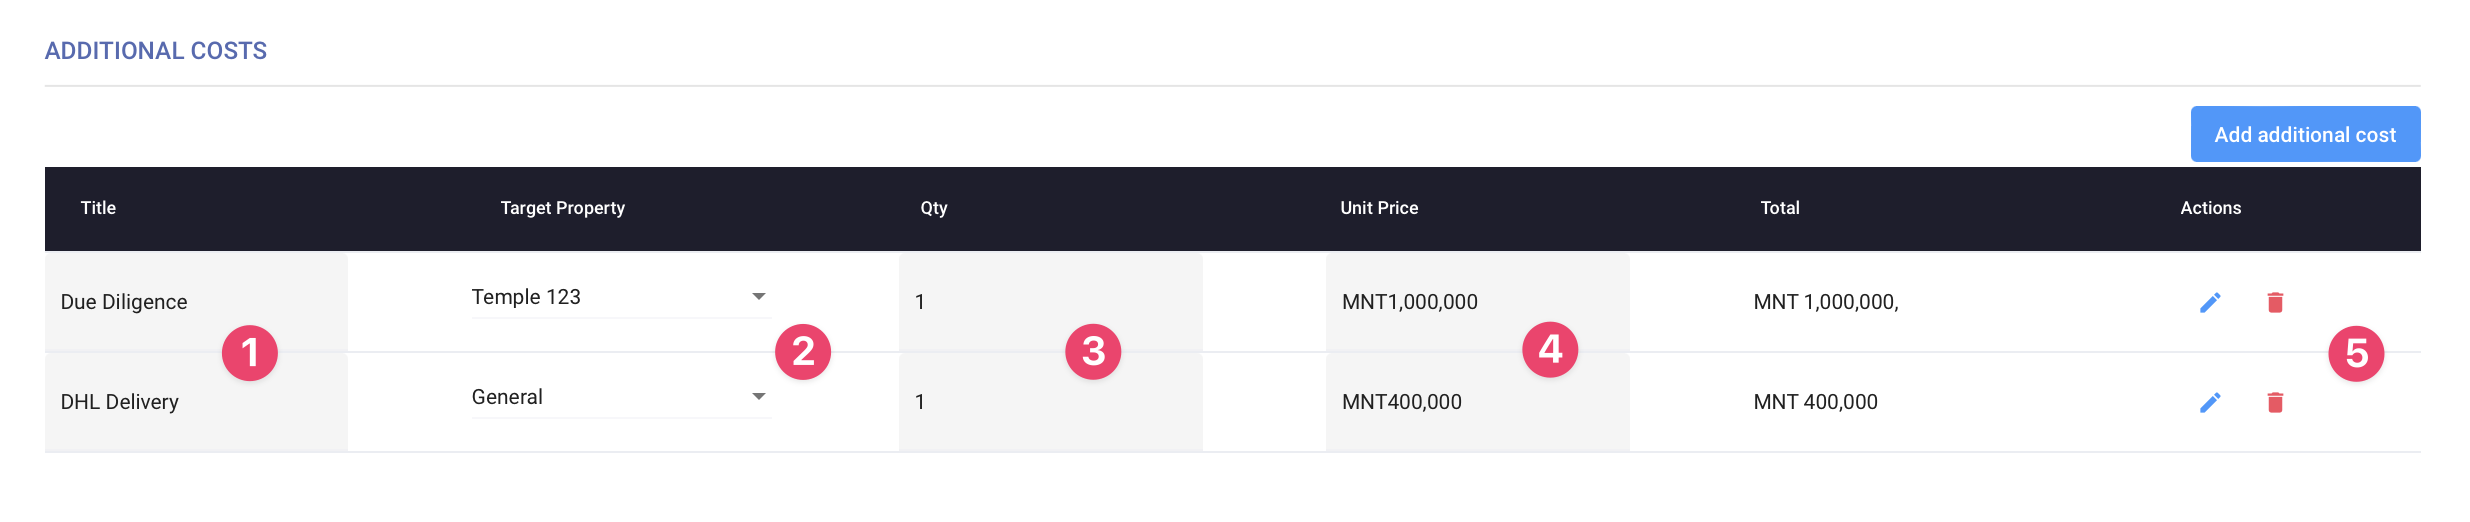 ADDITIONAL COSTS
Add additional cost
Title Target Property Qty Unit Price Total Actions
Due Diligence Temple 123 1 MNT1,000,000 MNT 1,000,000,
1 2 3 4 5
DHL Delivery General 1 MNT400,000 MNT 400,000